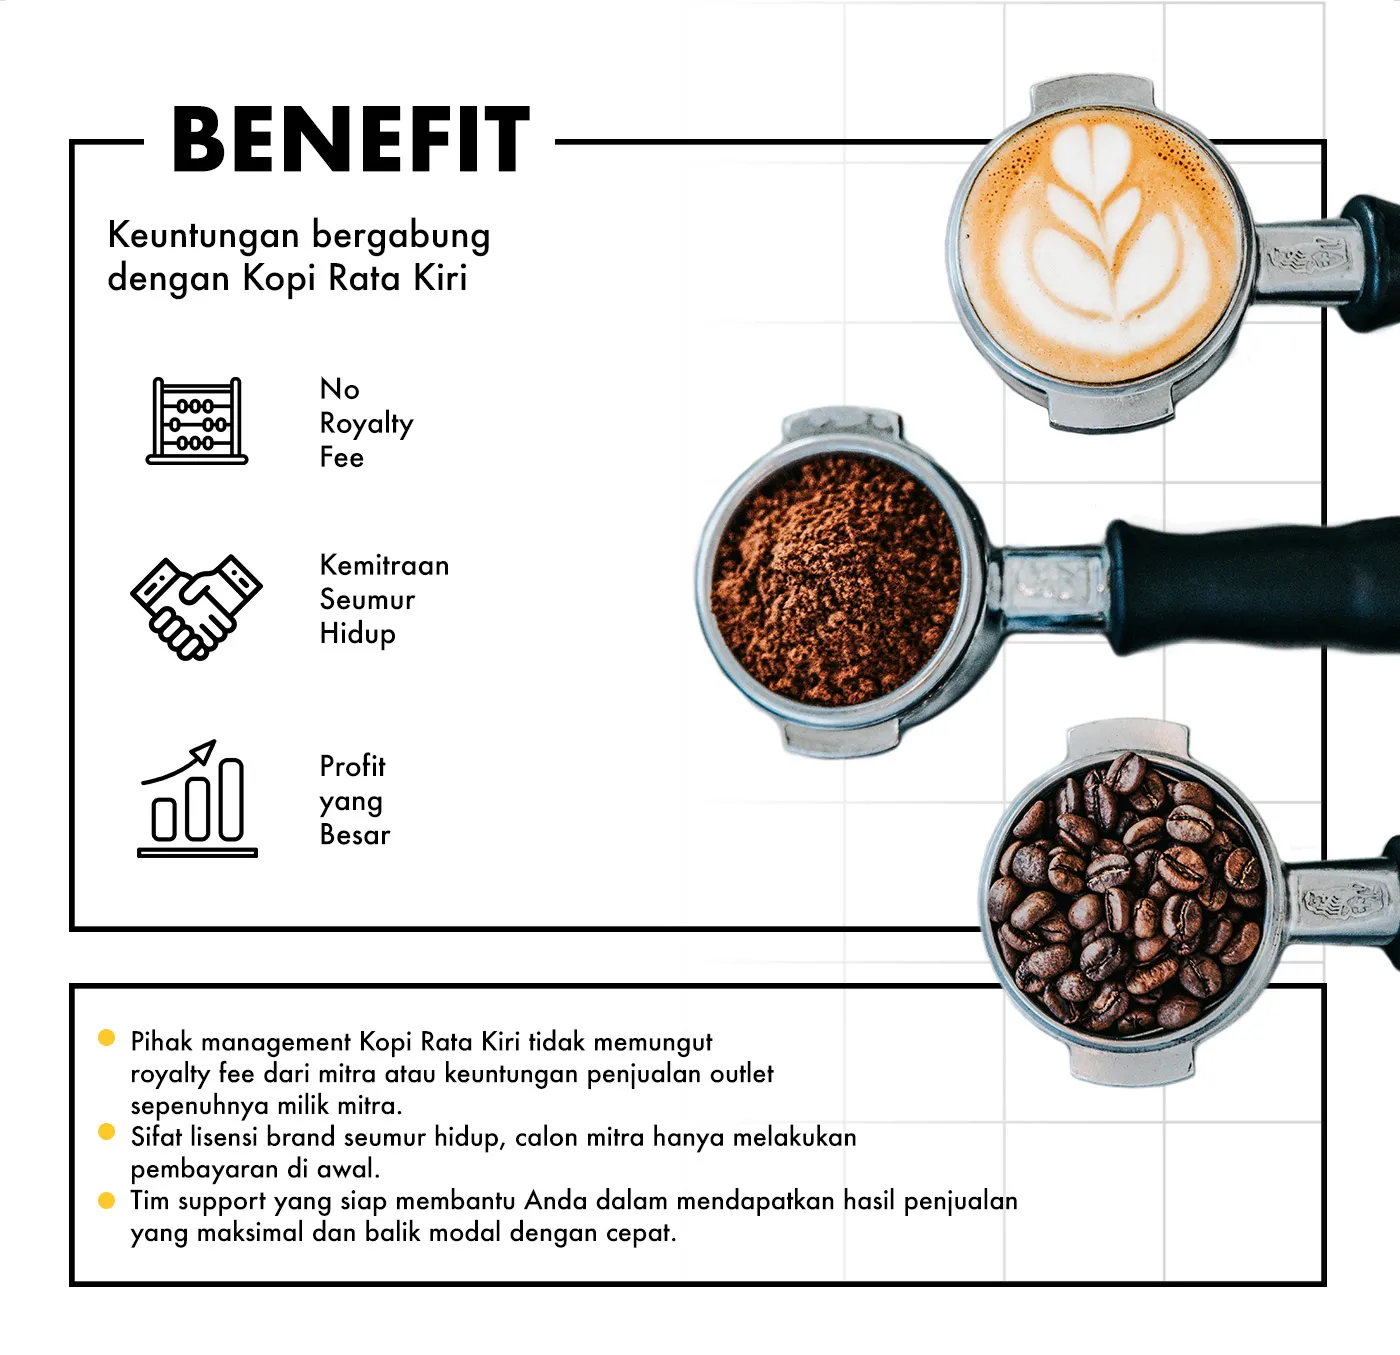 BENEFIT
Keuntungan bergabung
dengan Kopi Rata Kiri
No
Royalty
Fee
Kemitraan
Seumur
Hidup
Profit
yang
Besar
Pihak management Kopi Rata Kiri tidak memungut
royalty fee dari mitra atau keuntungan penjualan outlet
sepenuhnya milik mitra.
Sifat lisensi brand seumur hidup, calon mitra hanya melakukan
pembayaran di awal.
Tim support yang siap membantu Anda dalam mendapatkan hasil penjualan
yang maksimal dan balik modal dengan cepat.